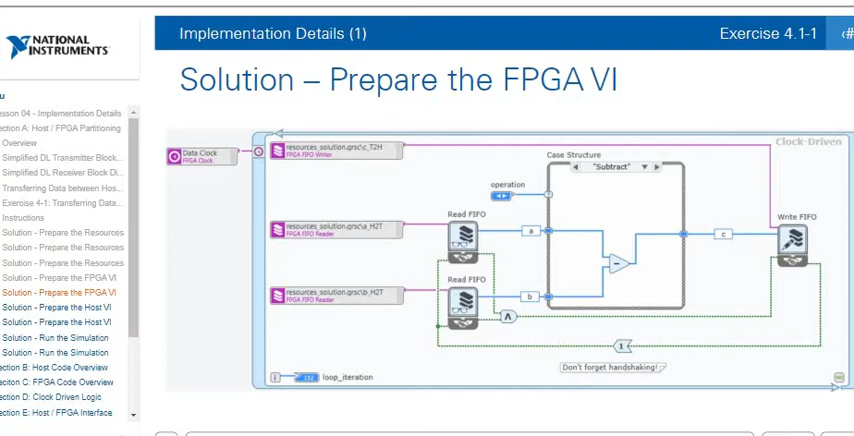 NATIONAL
INSTRUMENTS
Implementation Details (1)
Exercise 4.1-1
‹#
Solution – Prepare the FPGA VI
u
esson 04 - Implementation Details
ection A: Host / FPGA Partitioning
Overview
Simplified DL Transmitter Block...
Simplified DL Receiver Block Di...
Transferring Data between Hos...
Exercise 4-1: Transferring Data...
Instructions
Solution - Prepare the Resources
Solution - Prepare the Resources
Solution - Prepare the Resources
Solution - Prepare the FPGA VI
Solution - Prepare the FPGA VI
Solution - Prepare the Host VI
Solution - Prepare the Host VI
Solution - Run the Simulation
Solution - Run the Simulation
ection B: Host Code Overview
eciton C: FPGA Code Overview
ection D: Clock Driven Logic
ection E: Host / FPGA Interface
Clock-Driven
Data Clock
FPGA Clock
resources_solution.grsc\c_T2H
FPGA FIFO Writer
Case Structure
"Subtract"
operation
resources_solution.grsc\a_H2T
FPGA FIFO Reader
Read FIFO
a
Write FIFO
c
resources_solution.grsc\b_H2T
FPGA FIFO Reader
Read FIFO
b
1
Don't forget handshaking!
i
I32
loop_iteration